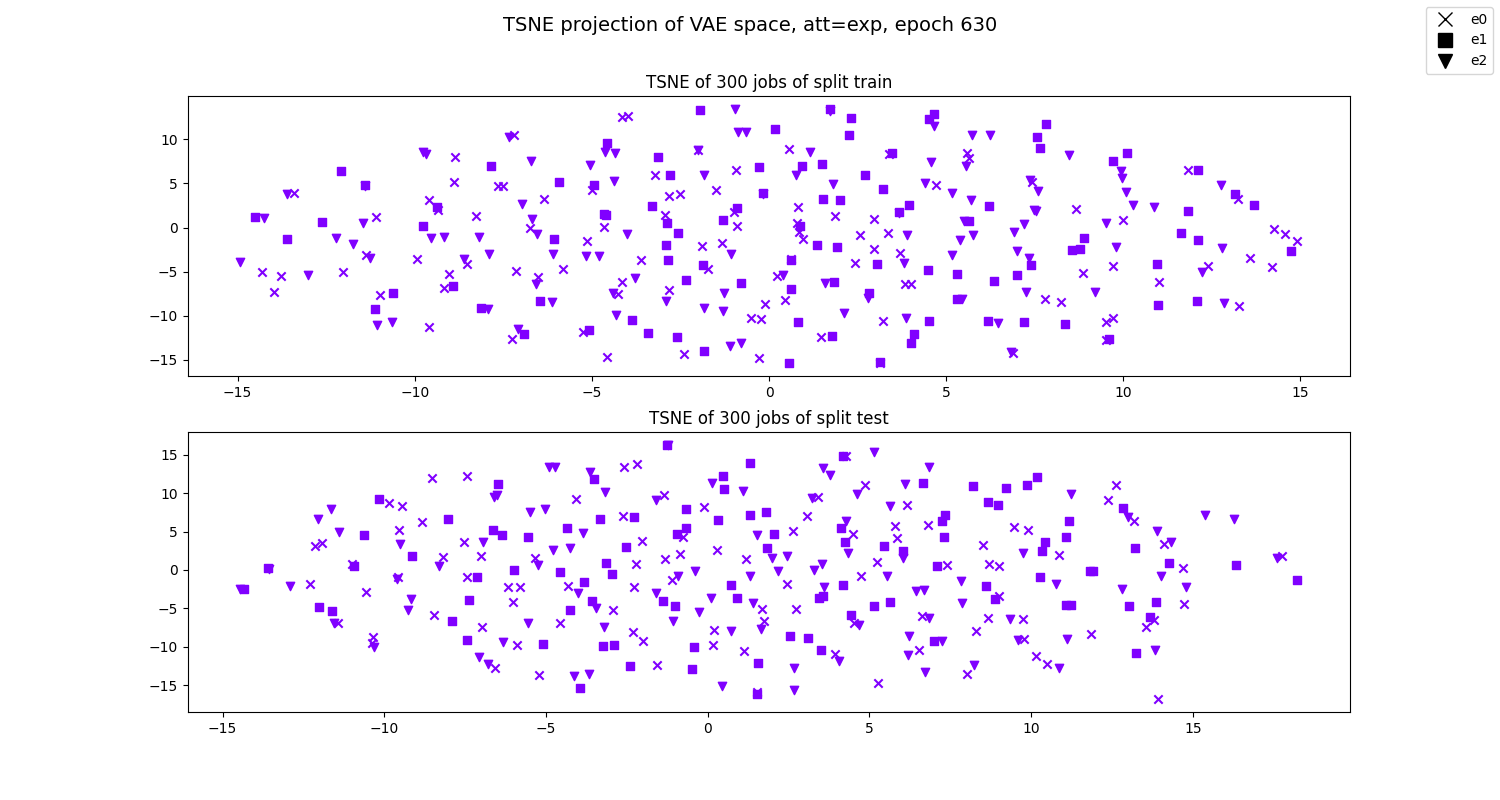 TSNE projection of VAE space, att=exp, epoch 630
e0
e1
e2
TSNE of 300 jobs of split train
10
5
0
−5
−10
−15
−15 −10 −5 0 5 10 15
TSNE of 300 jobs of split test
15
10
5
0
−5
−10
−15
−15 −10 −5 0 5 10 15